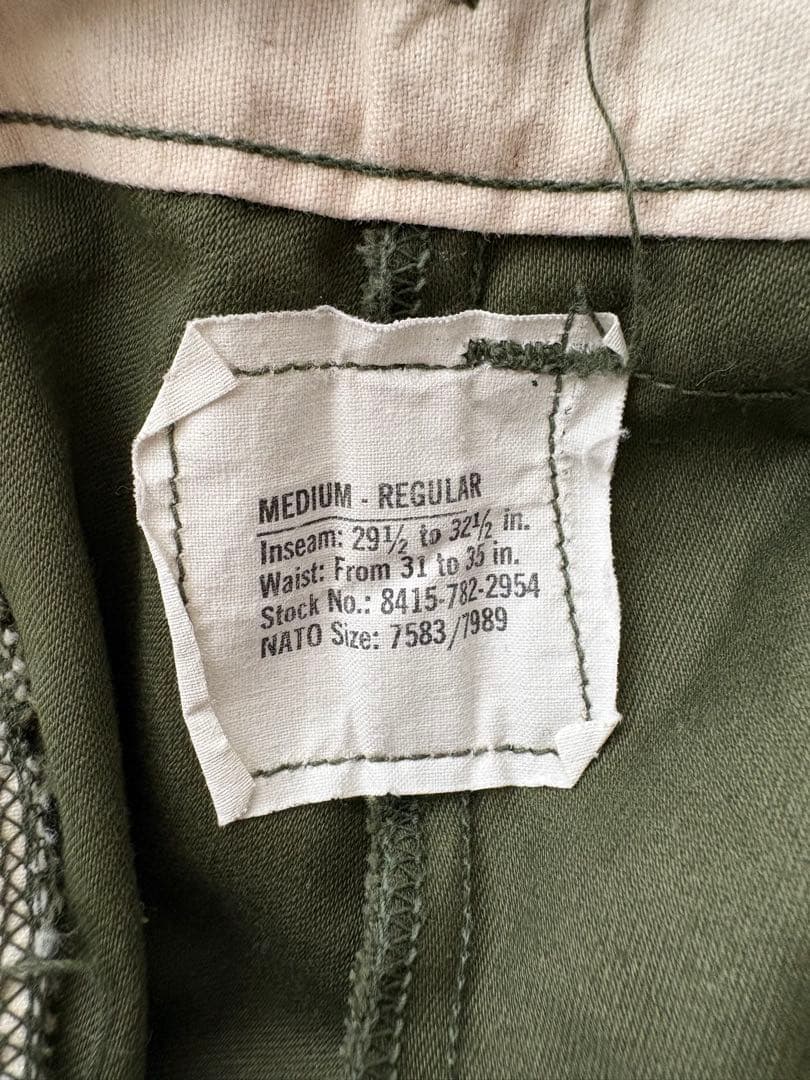 MEDIUM - REGULAR
Inseam: 29½ to 32½ in.
Waist: From 31 to 35 in.
Stock No.: 8415-782-2954
NATO Size: 7583/7989